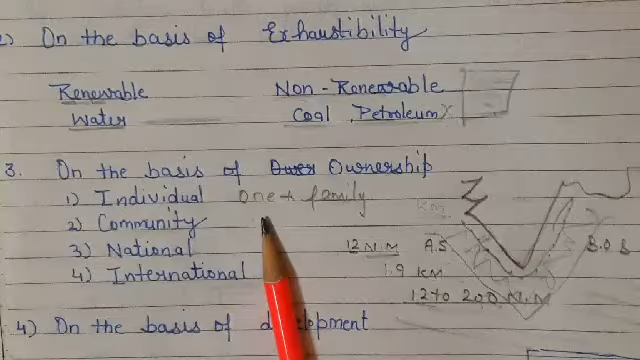 2) On the basis of Exhaustibility
Renewable Non-Renewable
Water Coal, Petroleum X
3. On the basis of Ownership
1) Individual One + family
2) Community
3) National 12 N.M A.S B.O.B
4) International 1.9 KM
12 to 200 N.M
4) On the basis of development